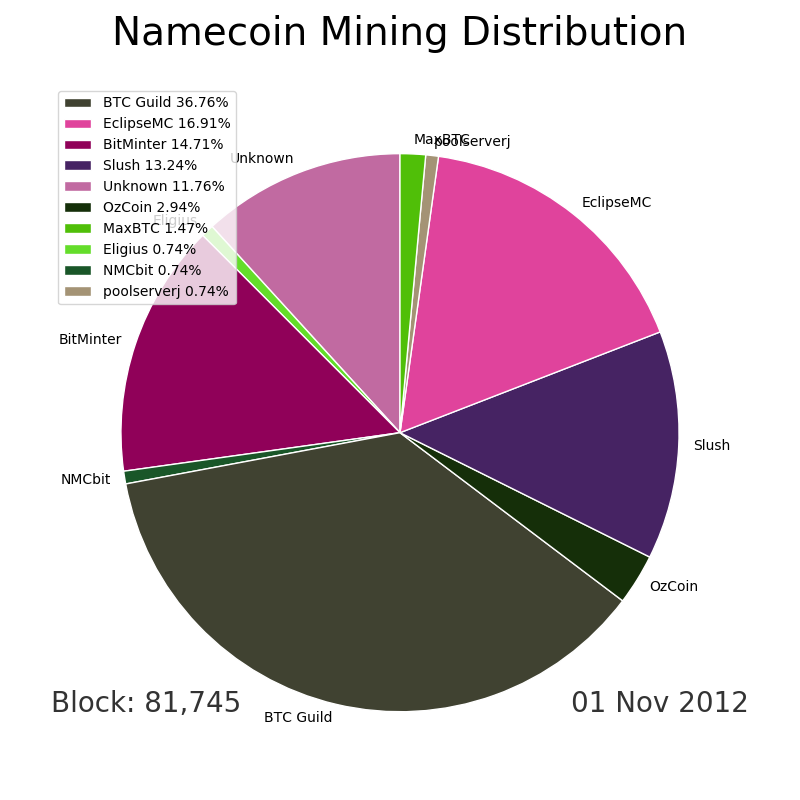 Namecoin Mining Distribution
BTC Guild 36.76%
EclipseMC 16.91%
BitMinter 14.71%
Slush 13.24%
Unknown 11.76%
OzCoin 2.94%
MaxBTC 1.47%
Eligius 0.74%
NMCbit 0.74%
poolserverj 0.74%
MaxBTC
poolserverj
Unknown
EclipseMC
Eligius
BitMinter
Slush
NMCbit
OzCoin
BTC Guild
Block: 81,745
01 Nov 2012